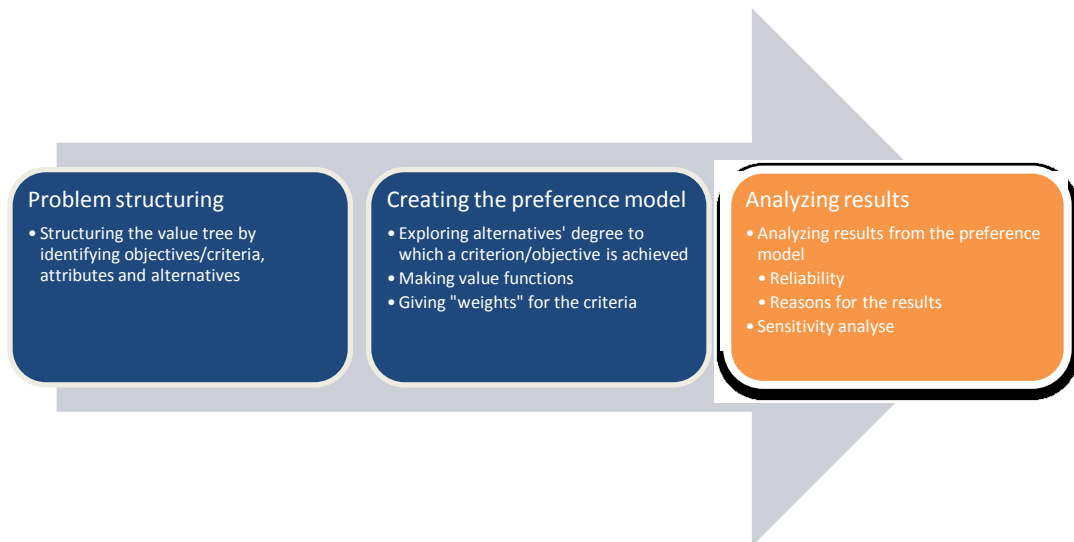 Problem structuring
• Structuring the value tree by
identifying objectives/criteria,
attributes and alternatives
Creating the preference model
• Exploring alternatives' degree to
which a criterion/objective is achieved
• Making value functions
• Giving "weights" for the criteria
Analyzing results
• Analyzing results from the preference
model
• Reliability
• Reasons for the results
• Sensitivity analyse